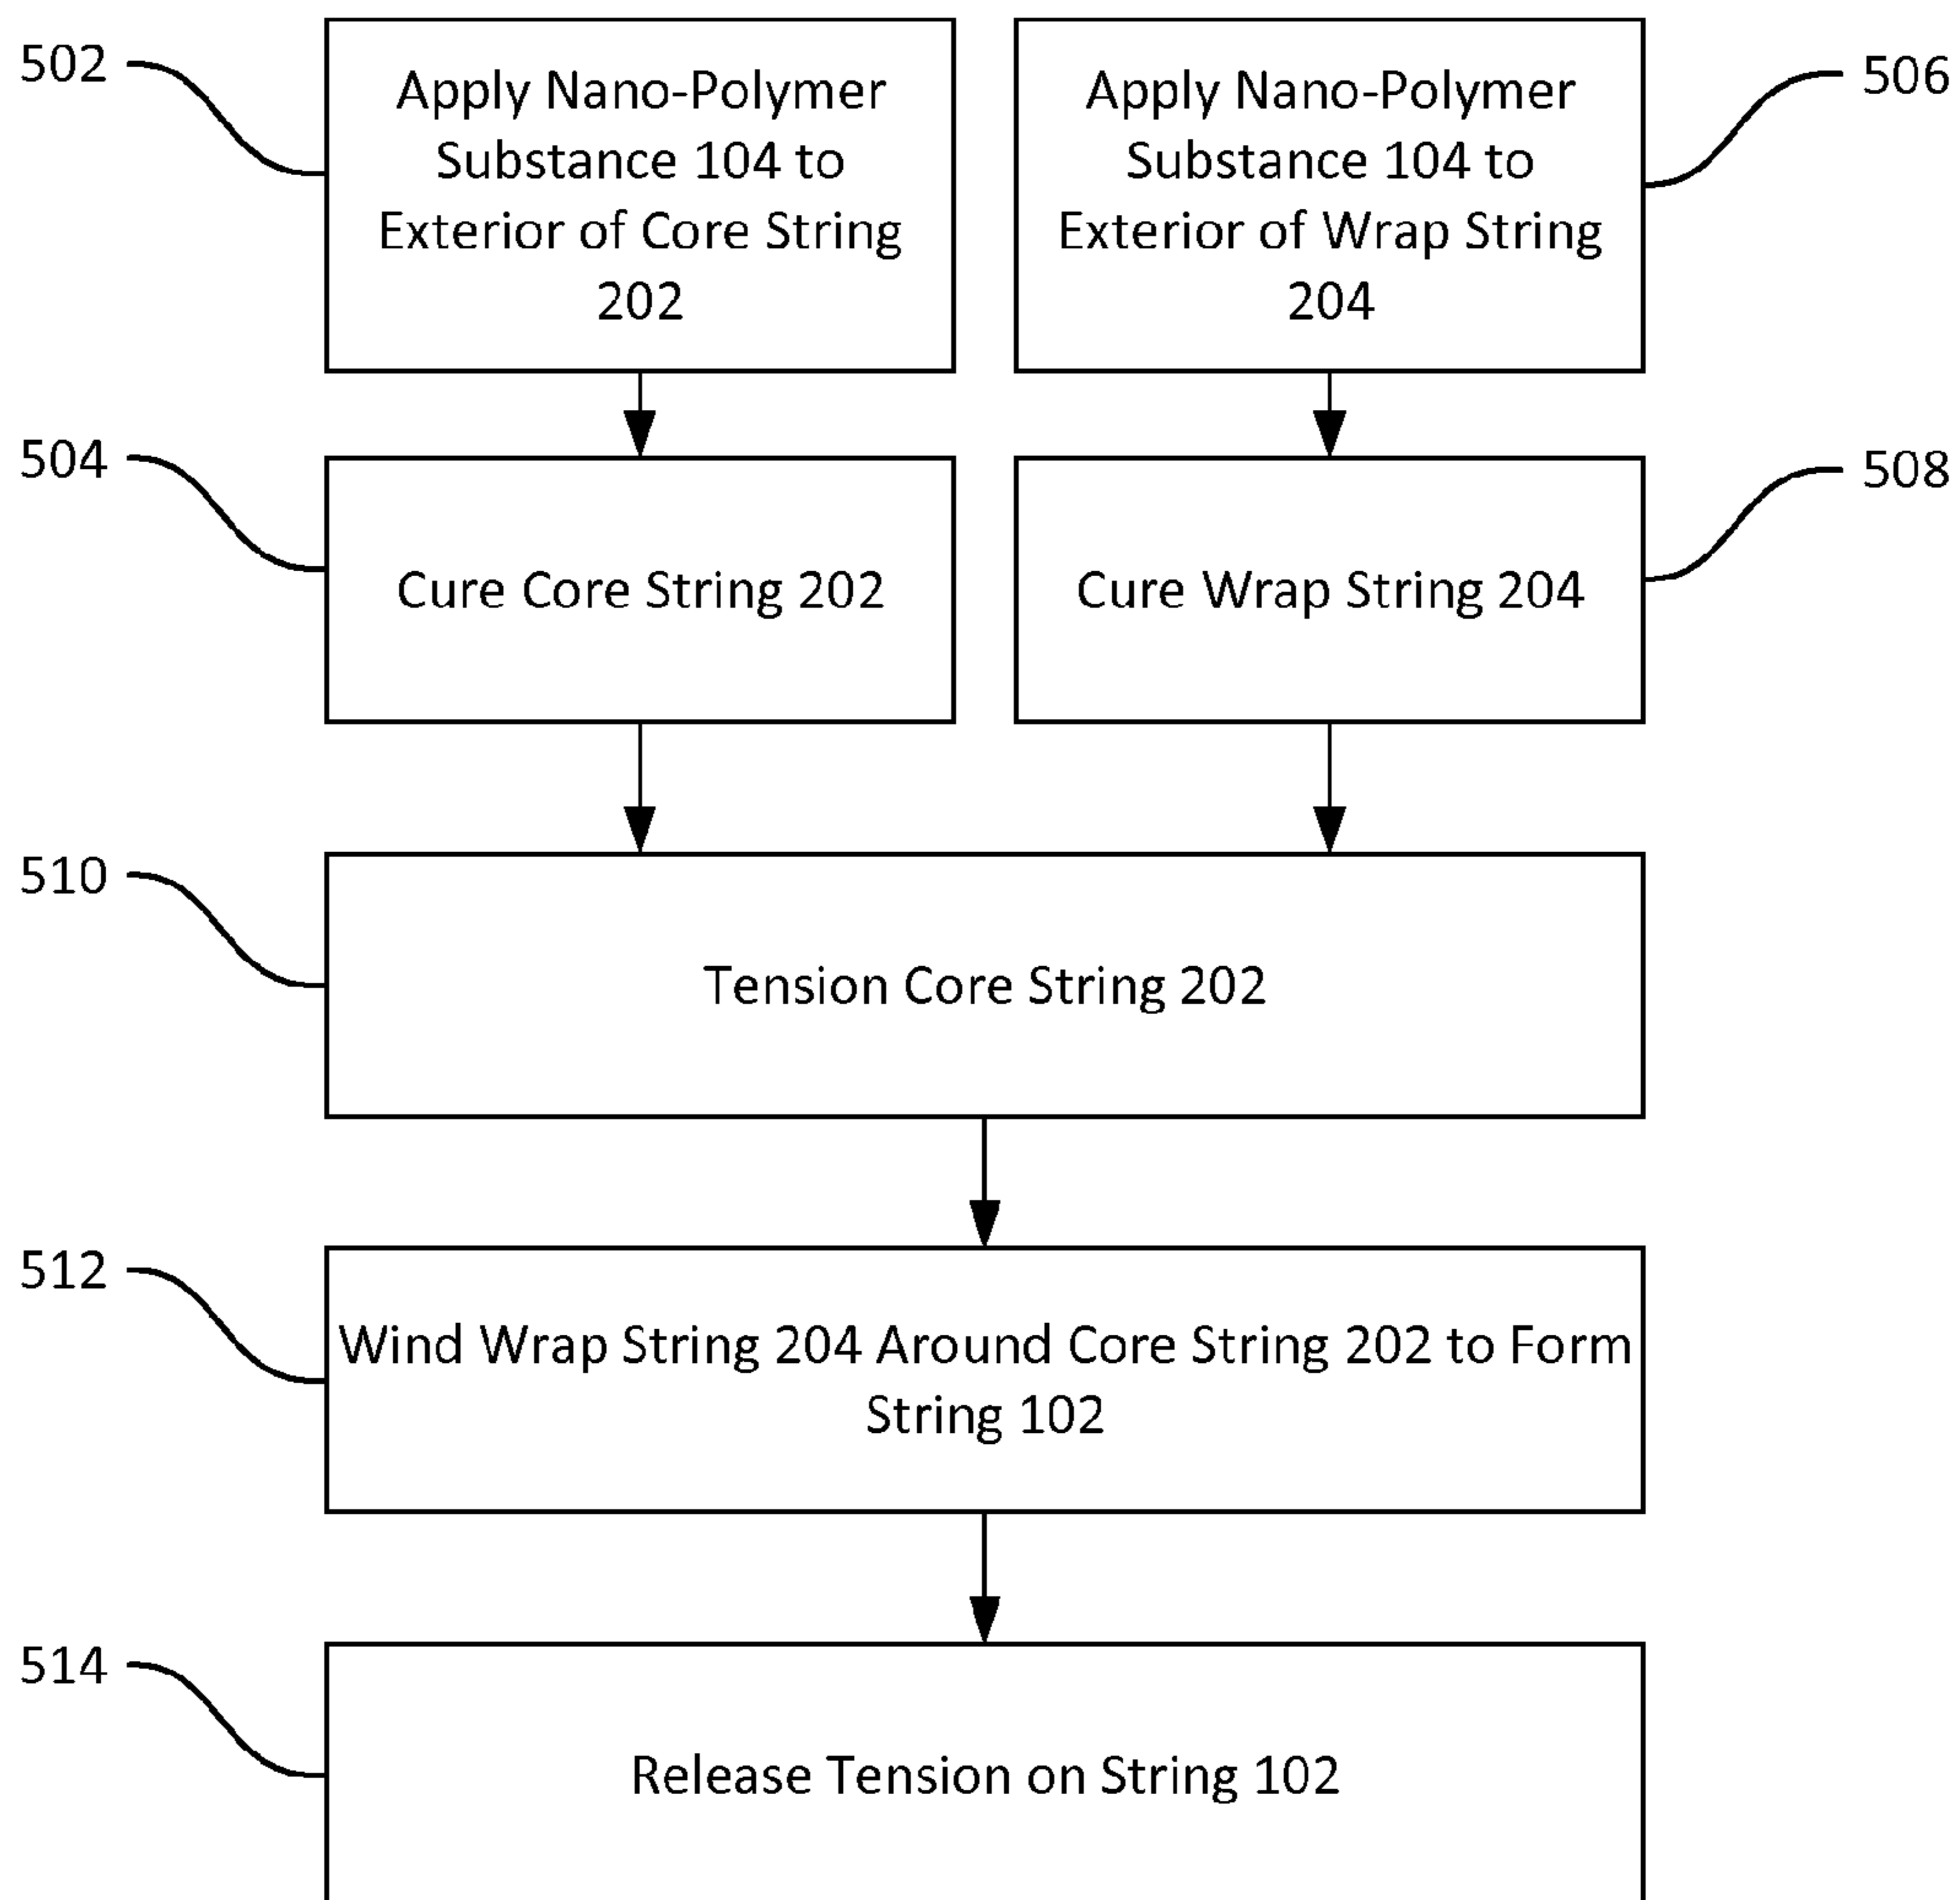 502
Apply Nano-Polymer
Substance 104 to
Exterior of Core String
202
Apply Nano-Polymer
Substance 104 to
Exterior of Wrap String
204
506
504
Cure Core String 202
Cure Wrap String 204
508
510
Tension Core String 202
512
Wind Wrap String 204 Around Core String 202 to Form
String 102
514
Release Tension on String 102